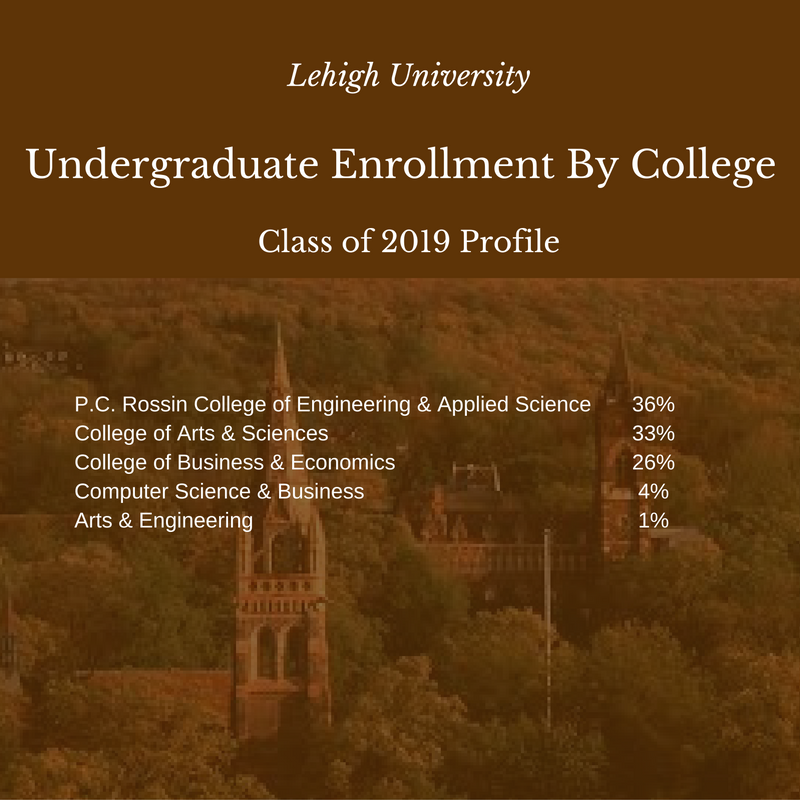 Lehigh University
Undergraduate Enrollment By College
Class of 2019 Profile
P.C. Rossin College of Engineering & Applied Science 36%
College of Arts & Sciences 33%
College of Business & Economics 26%
Computer Science & Business 4%
Arts & Engineering 1%